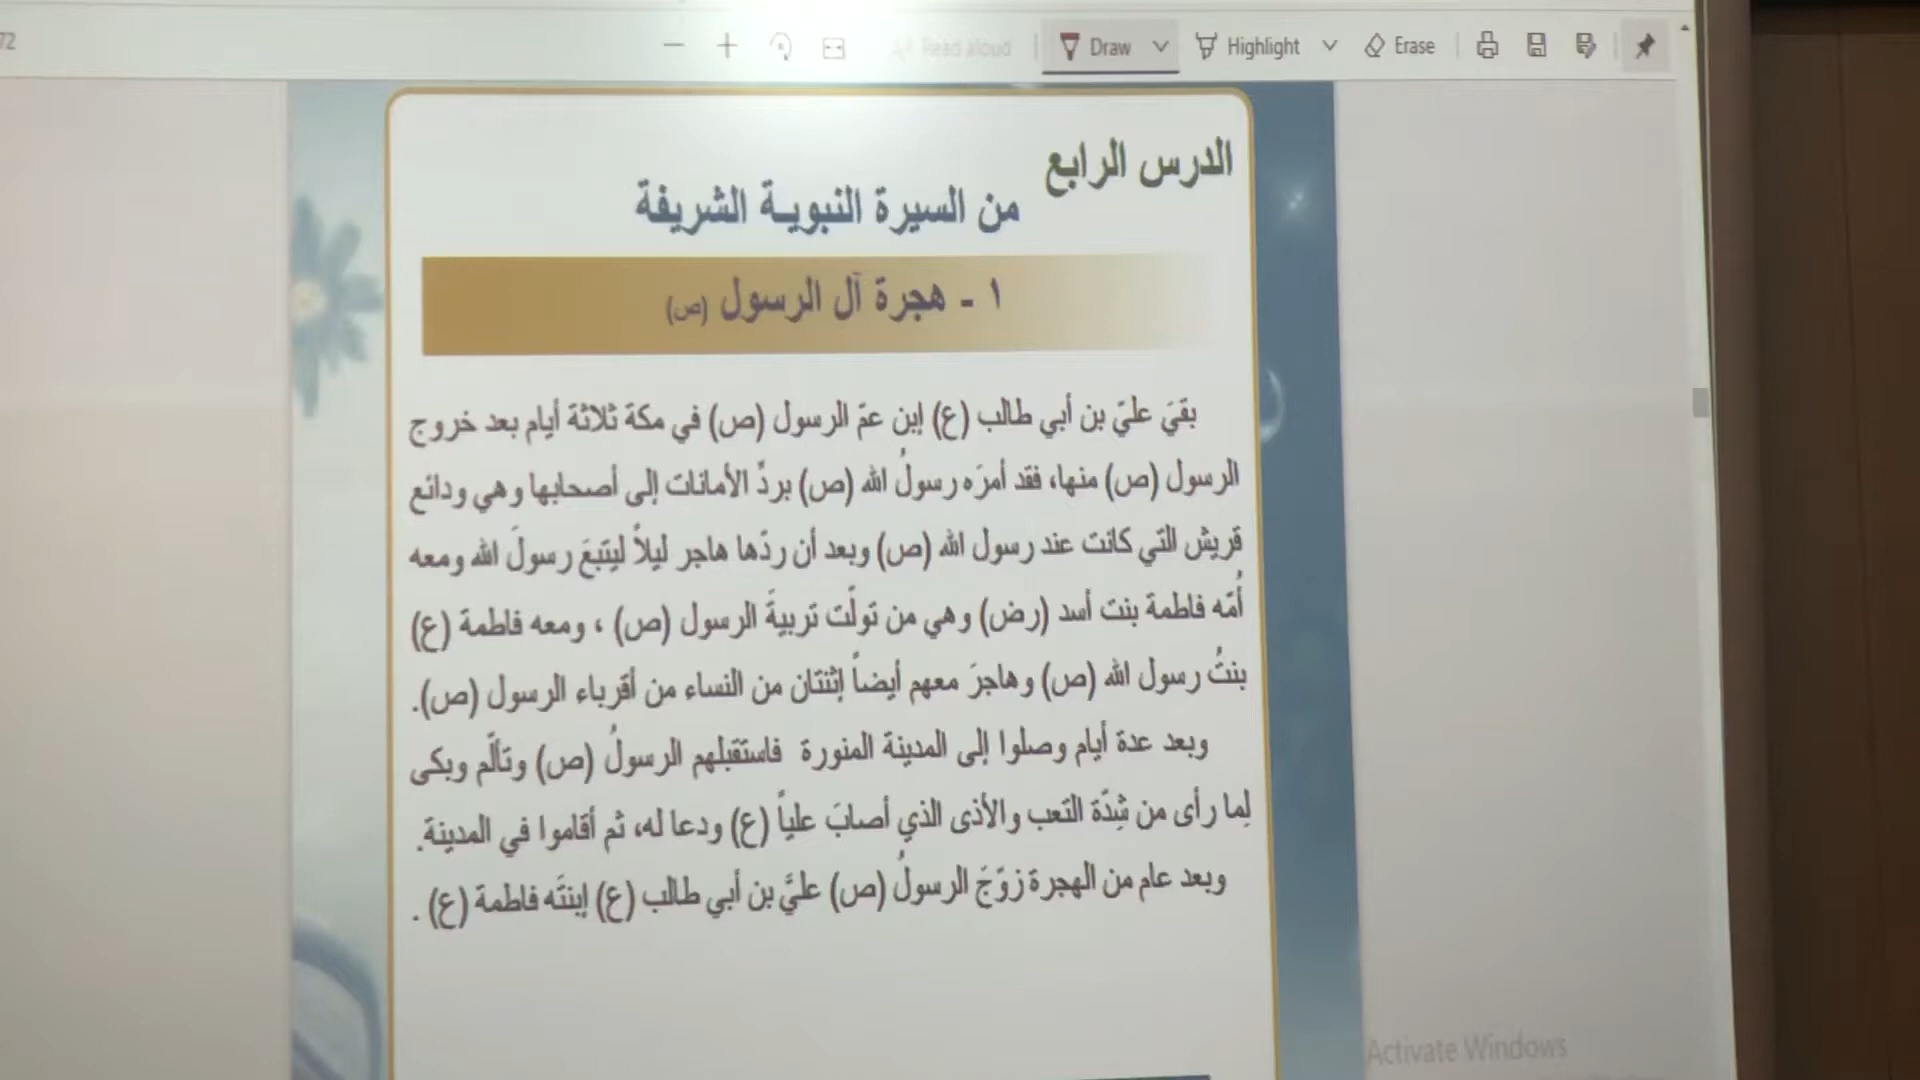 72
Read aloud
Draw
Highlight
Erase
الدرس الرابع
من السيرة النبوية الشريفة
١ - هجرة آل الرسول (ص)
بقيَ عليّ بن أبي طالب (ع) إبن عمّ الرسول (ص) في مكة ثلاثة أيام بعد خروج
الرسول (ص) منها، فقد أمرَه رسولُ الله (ص) بردِّ الأمانات إلى أصحابها وهي ودائع
قريش التي كانت عند رسول الله (ص) وبعد أن ردّها هاجر ليلاً ليتبعَ رسولَ الله ومعه
أُمّه فاطمة بنت أسد (رض) وهي من تولّت تربيةَ الرسول (ص) ، ومعه فاطمة (ع)
بنتُ رسول الله (ص) وهاجرَ معهم أيضاً إثنتان من النساء من أقرباء الرسول (ص).
وبعد عدة أيام وصلوا إلى المدينة المنورة فاستقبلهم الرسولُ (ص) وتألّم وبكى
لِما رأى من شِدّة التعب والأذى الذي أصابَ علياً (ع) ودعا له، ثم أقاموا في المدينة.
وبعد عام من الهجرة زوّجَ الرسولُ (ص) عليَّ بن أبي طالب (ع) إبنتَه فاطمة (ع) .
Activate Windows